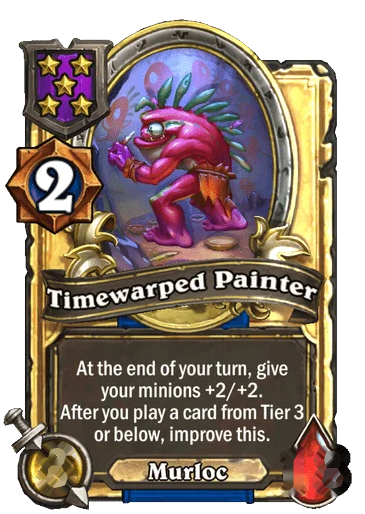 2
Timewarped Painter
At the end of your turn, give
your minions +2/+2.
After you play a card from Tier 3
or below, improve this.
Murloc